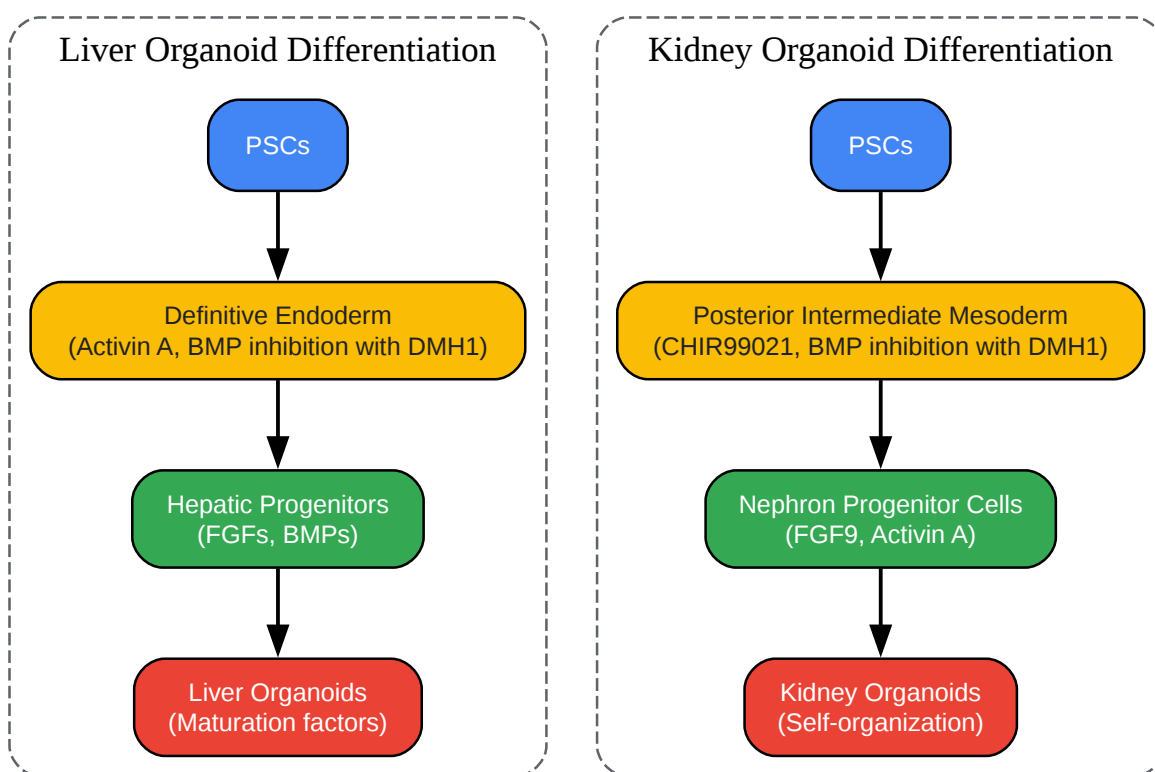 Liver Organoid Differentiation
PSCs
Definitive Endoderm
(Activin A, BMP inhibition with DMH1)
Hepatic Progenitors
(FGFs, BMPs)
Liver Organoids
(Maturation factors)
Kidney Organoid Differentiation
PSCs
Posterior Intermediate Mesoderm
(CHIR99021, BMP inhibition with DMH1)
Nephron Progenitor Cells
(FGF9, Activin A)
Kidney Organoids
(Self-organization)